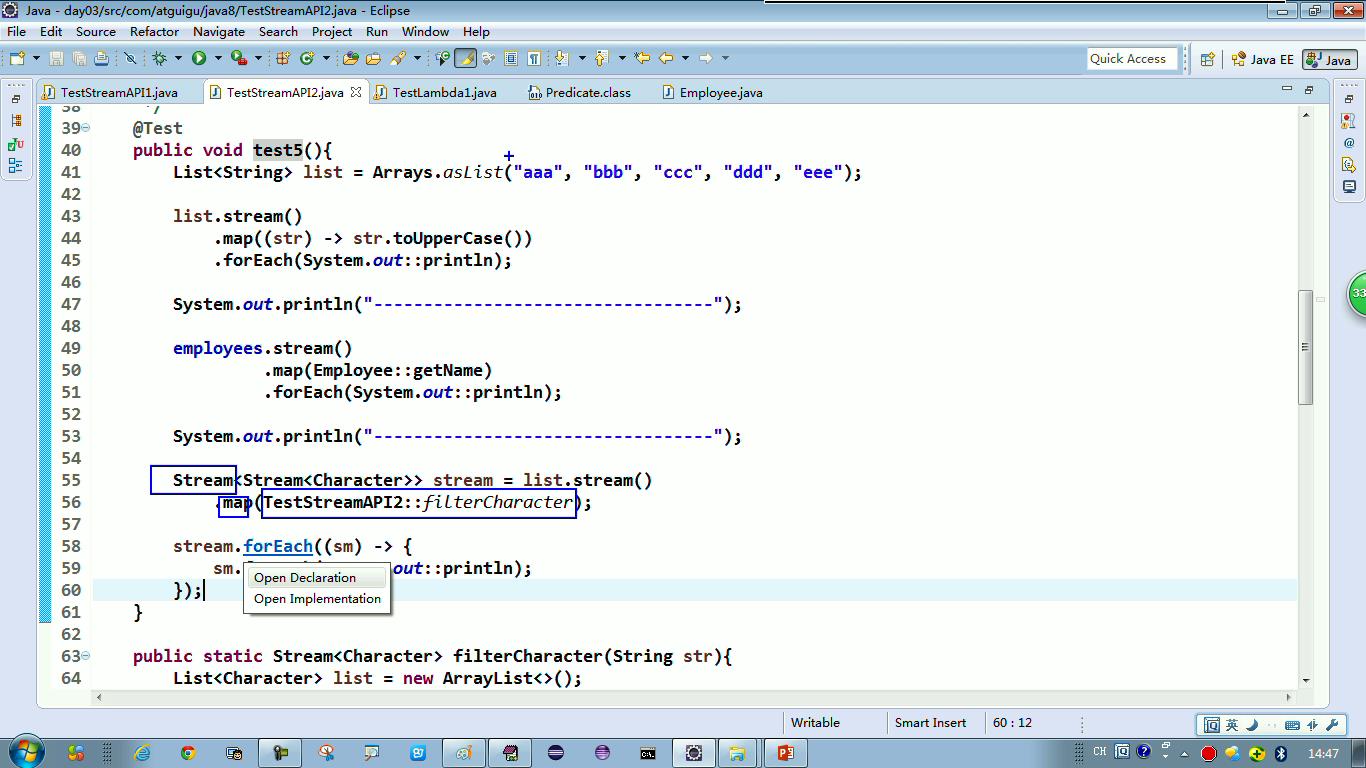 Java - day03/src/com/atguigu/java8/TestStreamAPI2.java - Eclipse
File Edit Source Refactor Navigate Search Project Run Window Help
Quick Access Java EE Java
TestStreamAPI1.java TestStreamAPI2.java TestLambda1.java Predicate.class Employee.java
38 */
39 @Test
40 public void test5(){
41 List<String> list = Arrays.asList("aaa", "bbb", "ccc", "ddd", "eee");
42
43 list.stream()
44 .map((str) -> str.toUpperCase())
45 .forEach(System.out::println);
46
47 System.out.println("----------------------------------");
48
49 employees.stream()
50 .map(Employee::getName)
51 .forEach(System.out::println);
52
53 System.out.println("----------------------------------");
54
55 Stream<Stream<Character>> stream = list.stream()
56 .map(TestStreamAPI2::filterCharacter);
57
58 stream.forEach((sm) -> {
59 sm. out::println);
Open Declaration
60 });
Open Implementation
61 }
62
63 public static Stream<Character> filterCharacter(String str){
64 List<Character> list = new ArrayList<>();
33
Writable Smart Insert 60 : 12
英
CH 14:47